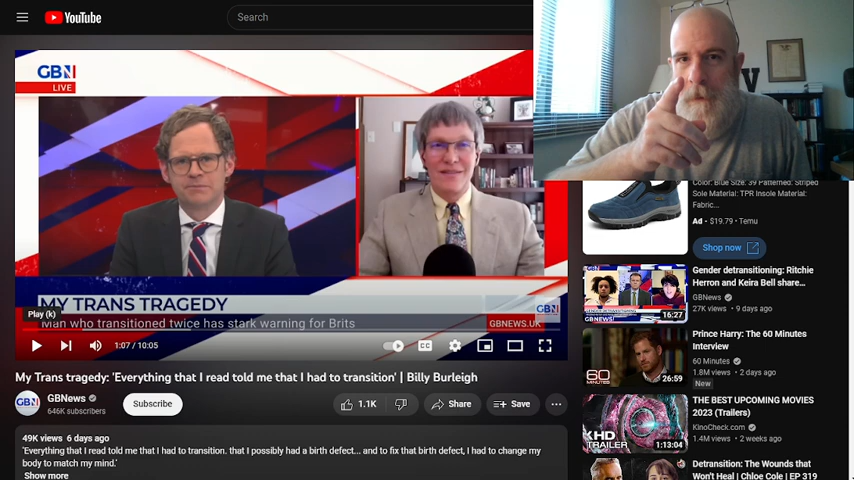 YouTube
Search
GBN
LIVE
MY TRANS TRAGEDY
GBN
Play (k)
Man who transitioned twice has stark warning for Brits
GBNEWS.UK
1:07 / 10:05
CC
My Trans tragedy: 'Everything that I read told me that I had to transition' | Billy Burleigh
GBN
GBNews
646K subscribers
Subscribe
1.1K
Share
Save
49K views 6 days ago
'Everything that I read told me that I had to transition. that I possibly had a birth defect... and to fix that birth defect, I had to change my
body to match my mind.'
Show more
Color: Blue Size: 39 Patterned: Striped
Sole Material: TPR Insole Material:
Fabric...
Ad • $19.79 • Temu
Shop now
GBNEWS
16:27
Gender detransitioning: Ritchie
Herron and Keira Bell share...
GBNews
27K views • 9 days ago
60
MINUTES
26:59
Prince Harry: The 60 Minutes
Interview
60 Minutes
1.8M views • 2 days ago
New
KHD
TRAILER
1:13:04
THE BEST UPCOMING MOVIES
2023 (Trailers)
KinoCheck.com
1.4M views • 2 weeks ago
Detransition: The Wounds that
Won't Heal | Chloe Cole | EP 319